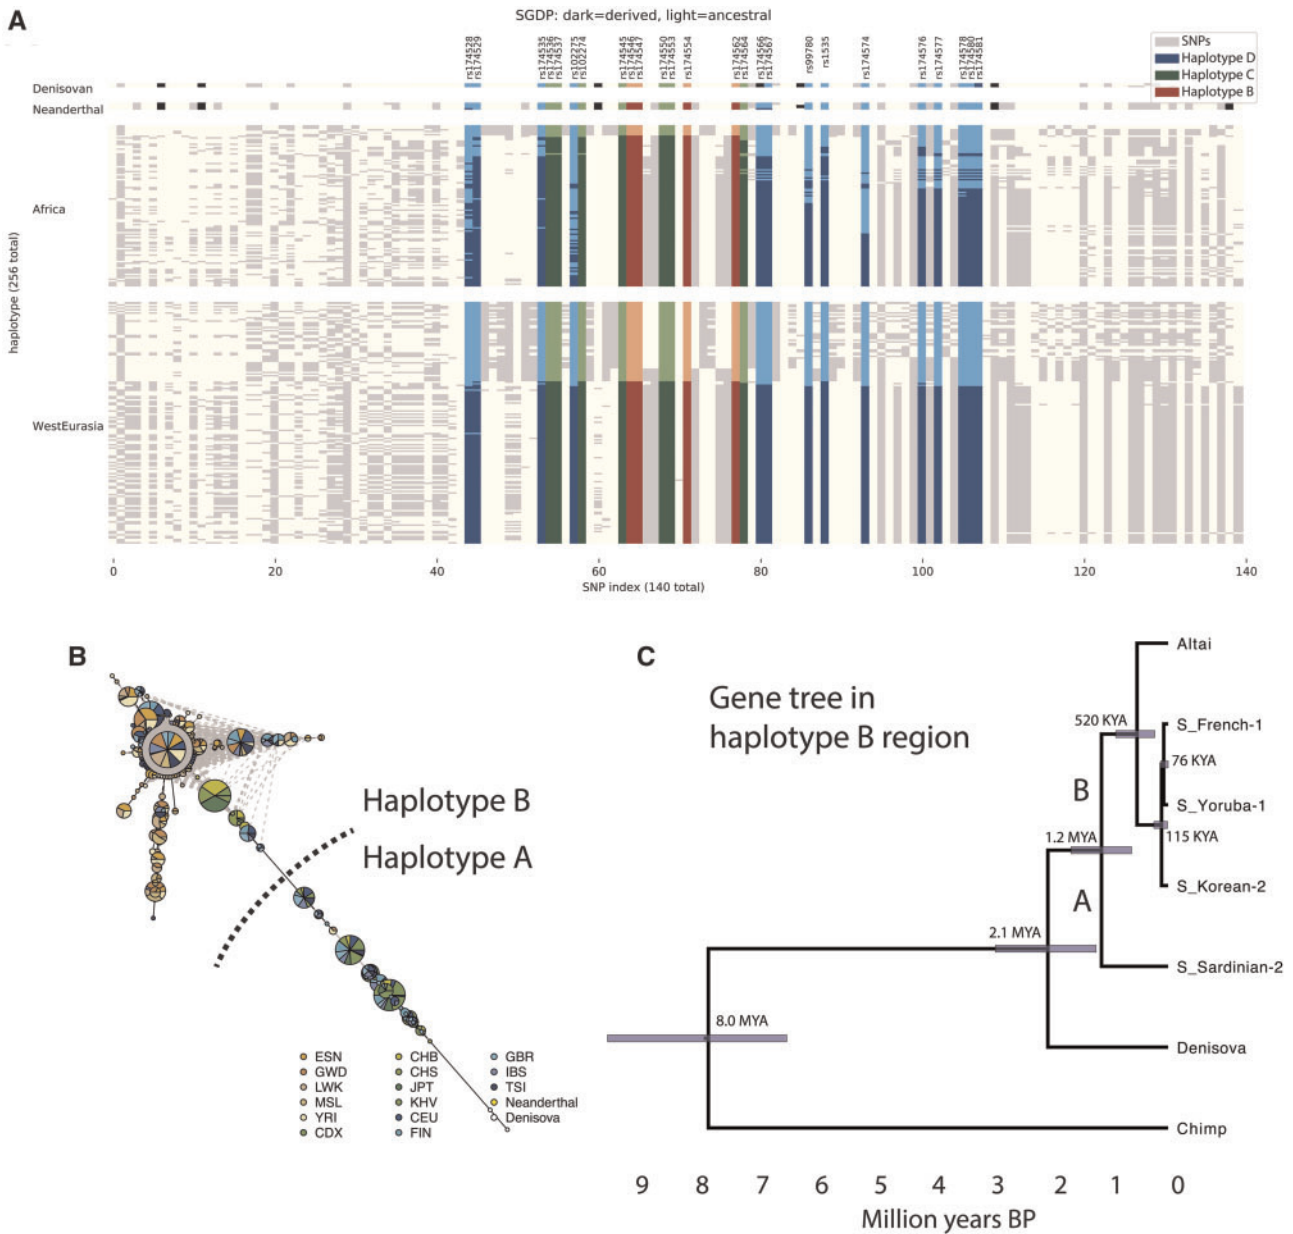 A
SGDP: dark=derived, light=ancestral
rs174528
rs174529
rs174535
rs174536
rs174537
rs102275
rs102274
rs174545
rs174546
rs174547
rs174550
rs174553
rs174554
rs174562
rs174564
rs174566
rs174567
rs99780
rs1535
rs174574
rs174576
rs174577
rs174578
rs174580
rs174581
SNPs
Haplotype D
Haplotype C
Haplotype B
Denisovan
Neanderthal
Africa
WestEurasia
haplotype (256 total)
0 20 40 60 80 100 120 140
SNP index (140 total)
B
Haplotype B
Haplotype A
ESN CHB GBR
GWD CHS IBS
LWK JPT TSI
MSL KHV Neanderthal
YRI CEU Denisova
CDX FIN
C
Gene tree in
haplotype B region
Altai
520 KYA
S_French-1
76 KYA
B
S_Yoruba-1
1.2 MYA
115 KYA
S_Korean-2
A
2.1 MYA
S_Sardinian-2
8.0 MYA
Denisova
Chimp
9 8 7 6 5 4 3 2 1 0
Million years BP